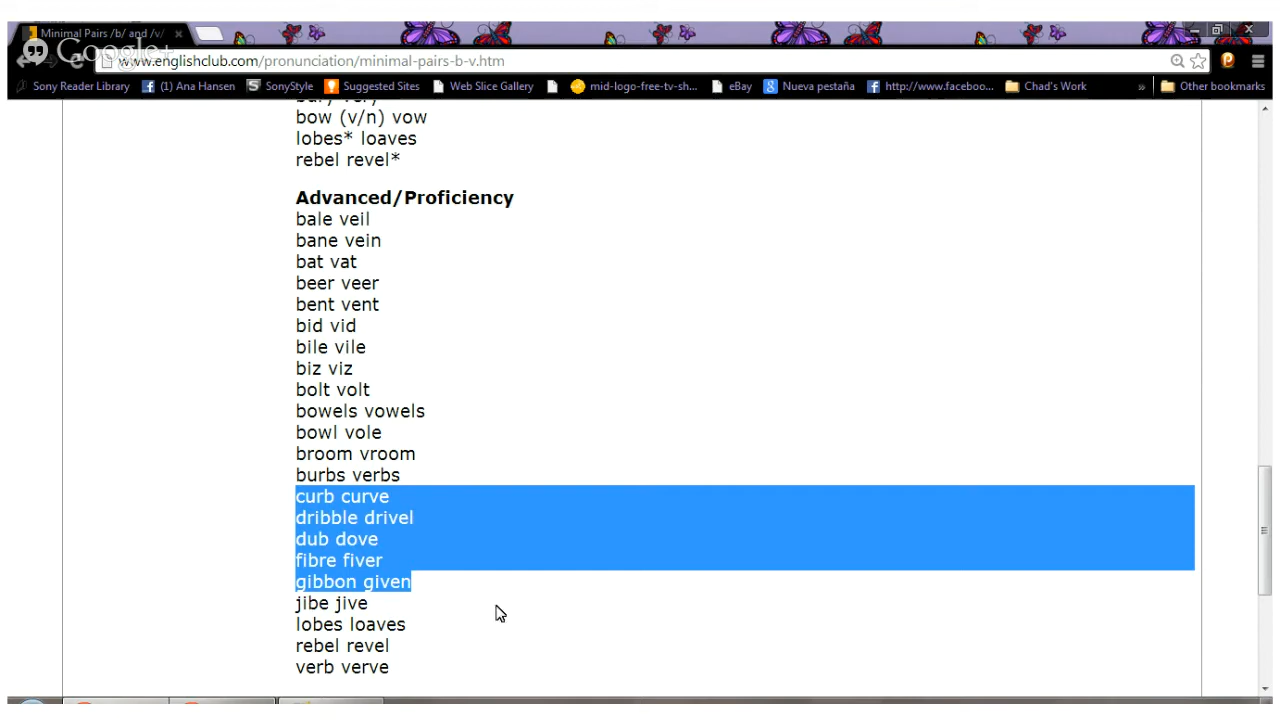 Minimal Pairs /b/ and /v/
Google+
www.englishclub.com/pronunciation/minimal-pairs-b-v.htm
Sony Reader Library (1) Ana Hansen SonyStyle Suggested Sites Web Slice Gallery mid-logo-free-tv-sh... eBay Nueva pestaña http://www.faceboo... Chad's Work » Other bookmarks
bury very
bow (v/n) vow
lobes* loaves
rebel revel*
Advanced/Proficiency
bale veil
bane vein
bat vat
beer veer
bent vent
bid vid
bile vile
biz viz
bolt volt
bowels vowels
bowl vole
broom vroom
burbs verbs
curb curve
dribble drivel
dub dove
fibre fiver
gibbon given
jibe jive
lobes loaves
rebel revel
verb verve